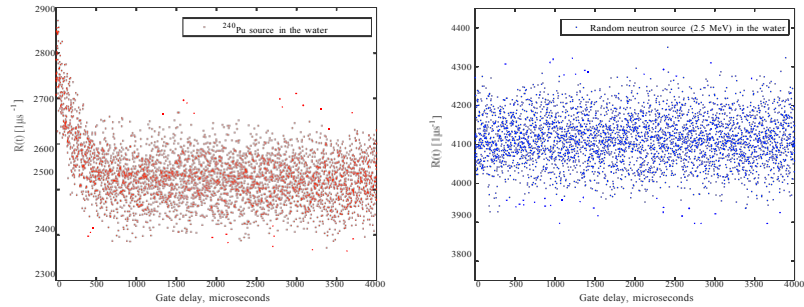 2900
2800
2700
2600
2500
2400
2300
R(t) [1μs⁻¹]
²⁴⁰Pu source in the water
0 500 1000 1500 2000 2500 3000 3500 4000
Gate delay, microseconds
4400
4300
4200
4100
4000
3900
3800
R(t) [1μs⁻¹]
Random neutron source (2.5 MeV) in the water
0 500 1000 1500 2000 2500 3000 3500 4000
Gate delay, microseconds